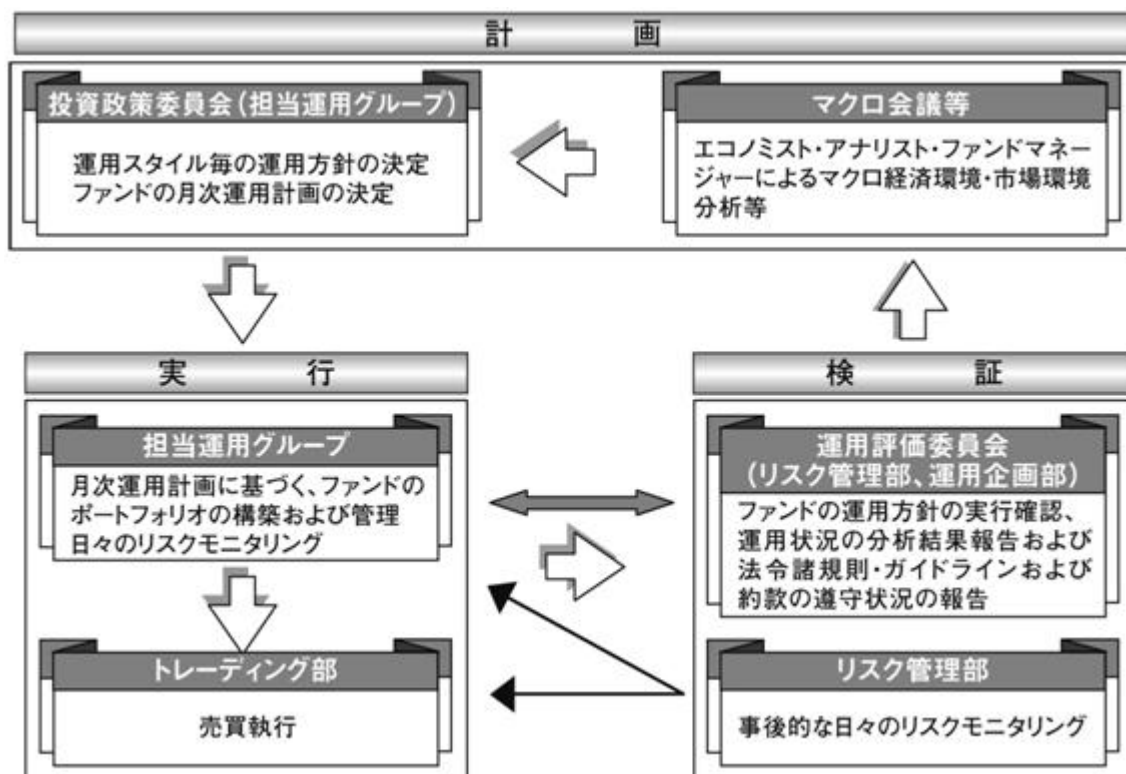 計画
投資政策委員会(担当運用グループ)
運用スタイル毎の運用方針の決定
ファンドの月次運用計画の決定
マクロ会議等
エコノミスト・アナリスト・ファンドマネー
ジャーによるマクロ経済環境・市場環境
分析等
実行
担当運用グループ
月次運用計画に基づく、ファンドの
ポートフォリオの構築および管理
日々のリスクモニタリング
トレーディング部
売買執行
検証
運用評価委員会
(リスク管理部、運用企画部)
ファンドの運用方針の実行確認、
運用状況の分析結果報告および
法令諸規則・ガイドラインおよび
約款の遵守状況の報告
リスク管理部
事後的な日々のリスクモニタリング